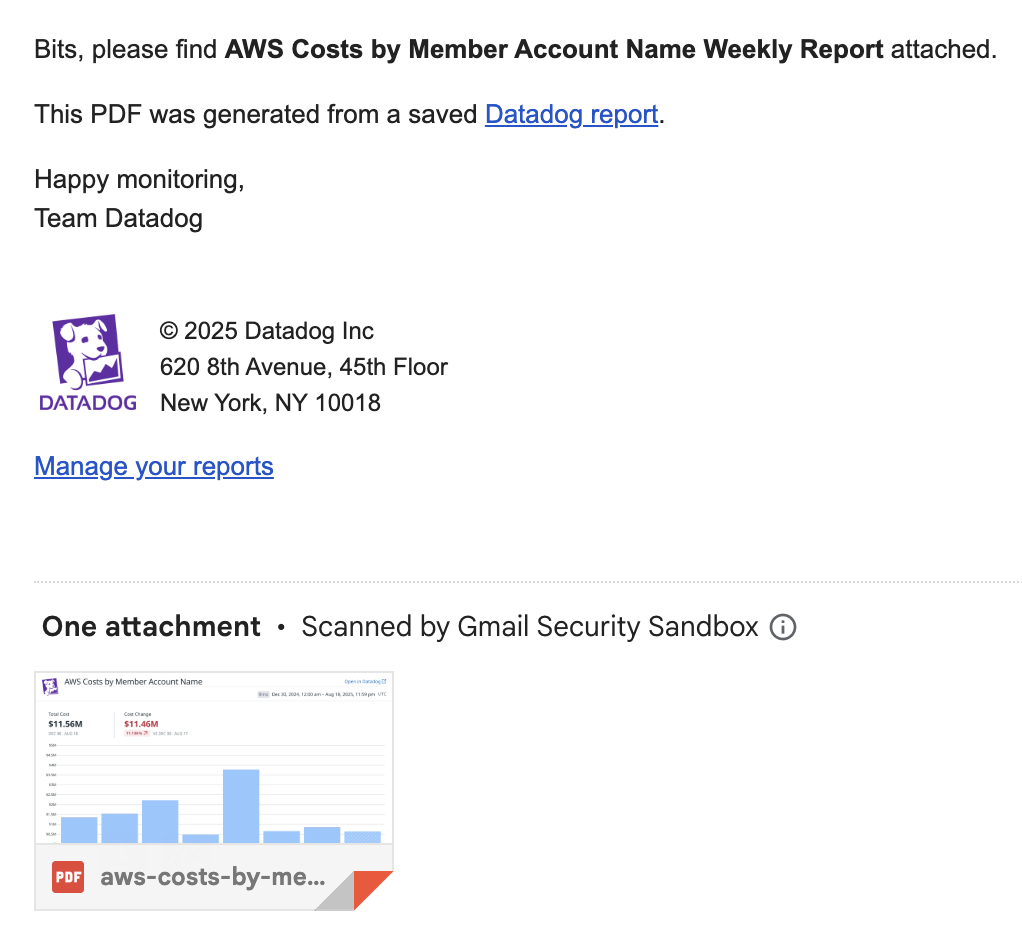 Bits, please find AWS Costs by Member Account Name Weekly Report attached.
This PDF was generated from a saved Datadog report.
Happy monitoring,
Team Datadog
DATADOG
© 2025 Datadog Inc
620 8th Avenue, 45th Floor
New York, NY 10018
Manage your reports
One attachment • Scanned by Gmail Security Sandbox
AWS Costs by Member Account Name
Open in Datadog
Dec 30, 2024, 12:00 am – Aug 18, 2025, 11:59 pm UTC
Total Cost
$11.56M
Cost Change
$11.46M
PDF
aws-costs-by-me...